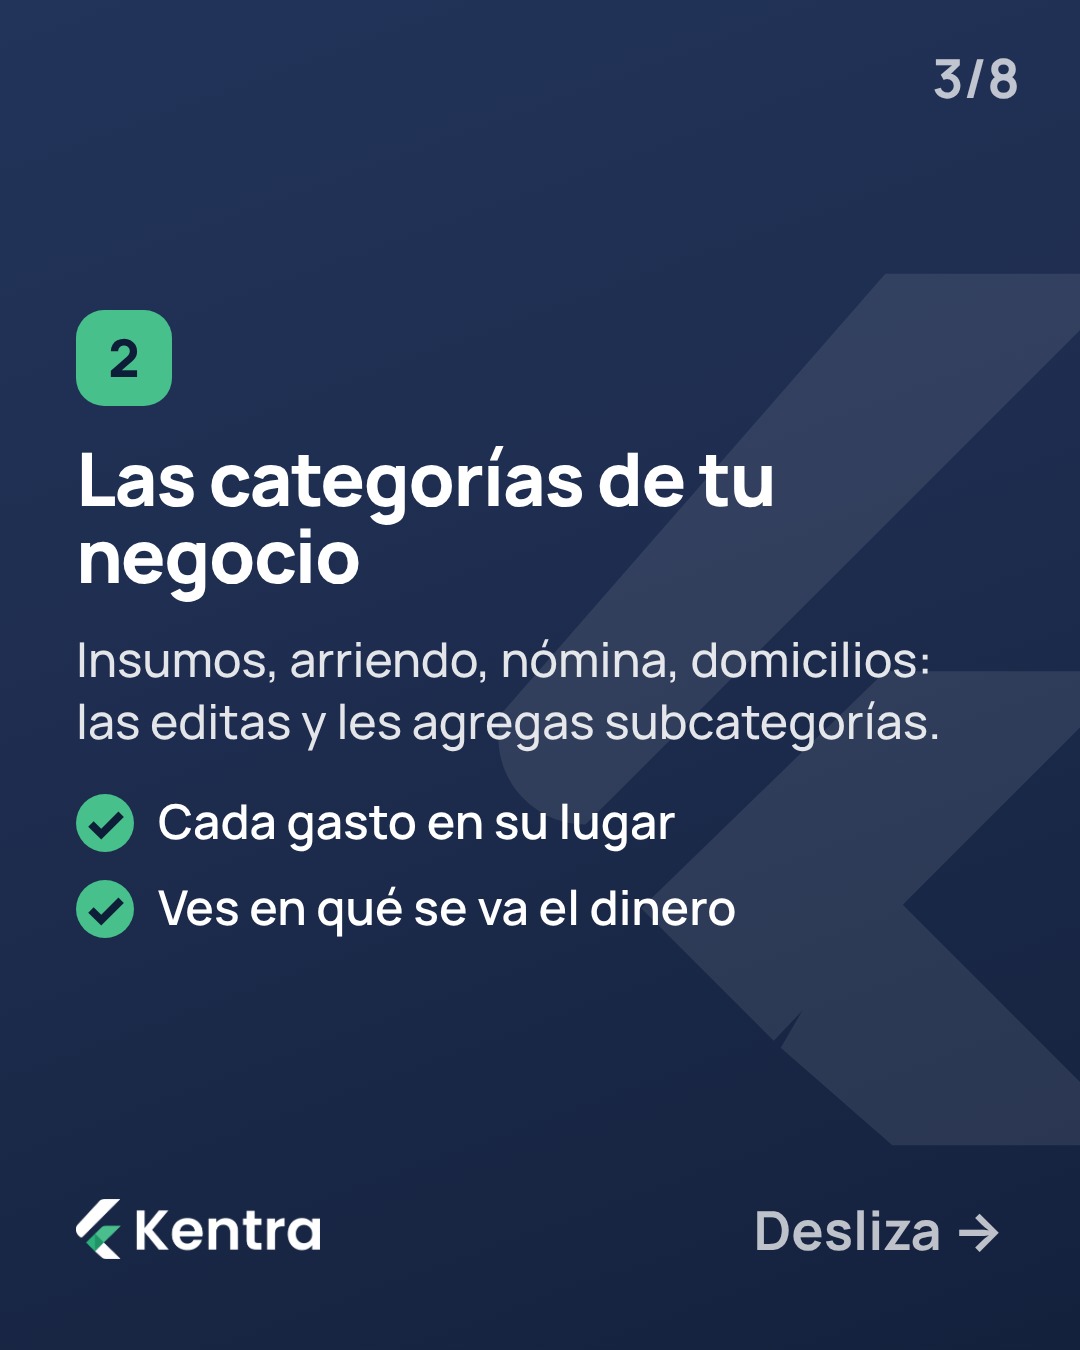 3/8
2
Las categorías de tu
negocio
Insumos, arriendo, nómina, domicilios:
las editas y les agregas subcategorías.
Cada gasto en su lugar
Ves en qué se va el dinero
Kentra
Desliza →